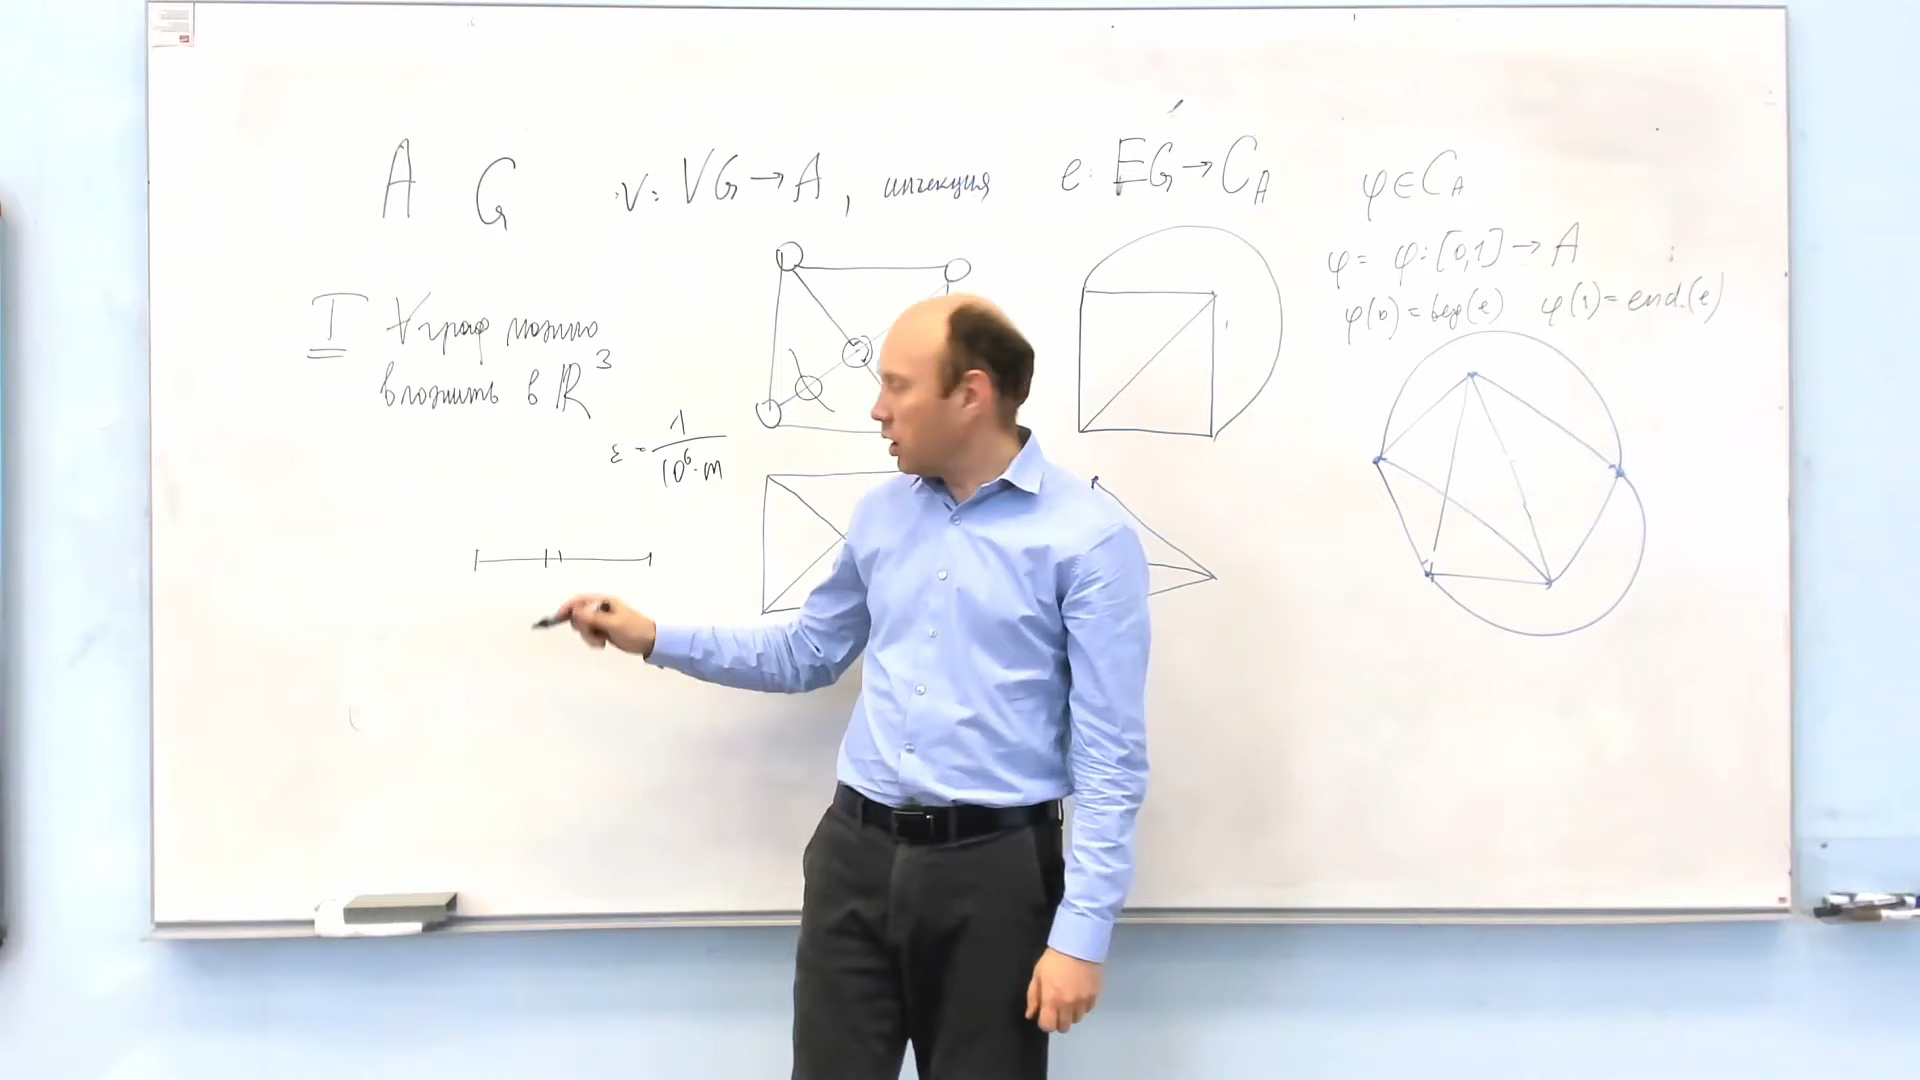 A G v: VG → A, инъекция e: EG → C_A φ ∈ C_A
φ = φ: [0,1] → A
φ(0) = beg(e) φ(1) = end.(e)
T ∀ граф можно
вложить в ℝ³
ε = 1/(10⁶·m)